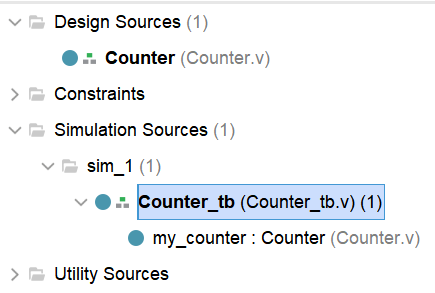 Design Sources (1)
Counter (Counter.v)
Constraints
Simulation Sources (1)
sim_1 (1)
Counter_tb (Counter_tb.v) (1)
my_counter : Counter (Counter.v)
Utility Sources